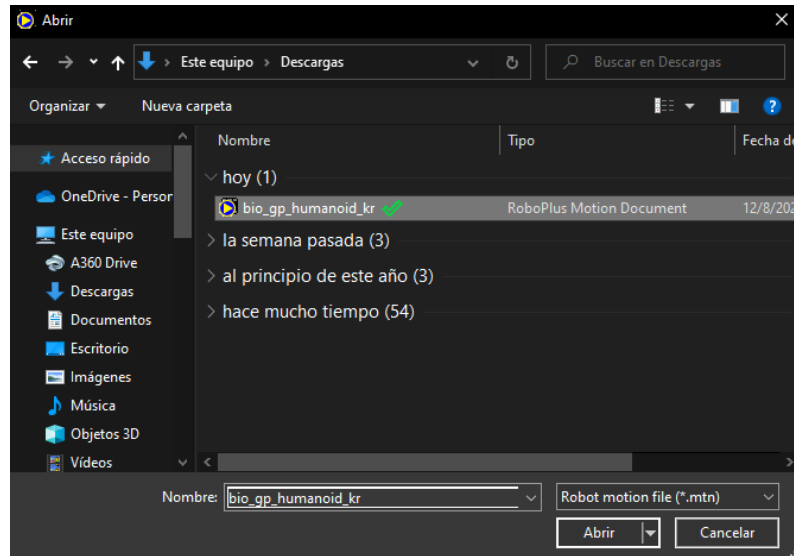 Abrir
Este equipo > Descargas
Buscar en Descargas
Organizar
Nueva carpeta
Nombre
Tipo
Fecha de
Acceso rápido
hoy (1)
OneDrive - Person
bio_gp_humanoid_kr
RoboPlus Motion Document
12/8/202
Este equipo
la semana pasada (3)
A360 Drive
al principio de este año (3)
Descargas
Documentos
hace mucho tiempo (54)
Escritorio
Imágenes
Música
Objetos 3D
Vídeos
Nombre: bio_gp_humanoid_kr
Robot motion file (*.mtn)
Abrir
Cancelar